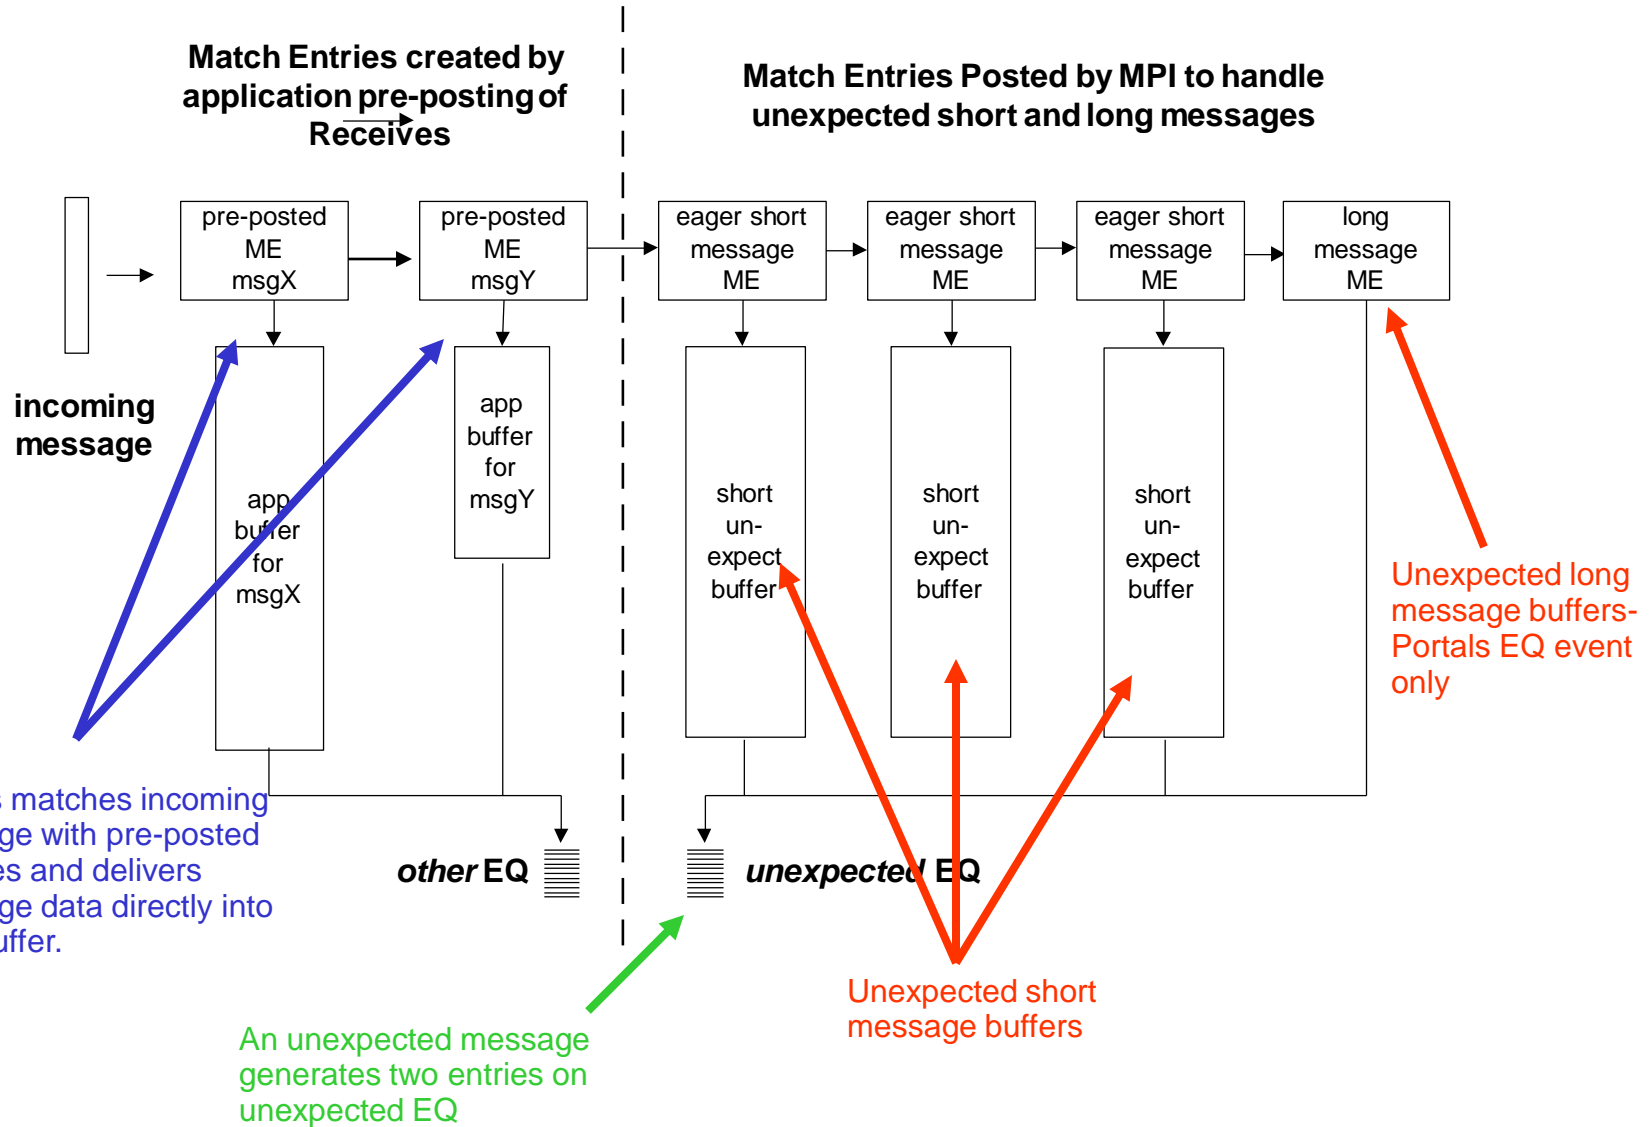 Match Entries created by
application pre-posting of
Receives
Match Entries Posted by MPI to handle
unexpected short and long messages
pre-posted
ME
msgX
pre-posted
ME
msgY
eager short
message
ME
eager short
message
ME
eager short
message
ME
long
message
ME
incoming
message
app
buffer
for
msgX
app
buffer
for
msgY
short
un-
expect
buffer
short
un-
expect
buffer
short
un-
expect
buffer
Unexpected long
message buffers-
Portals EQ event
only
matches incoming
with pre-posted
and delivers
data directly into
other EQ
unexpected EQ
Unexpected short
message buffers
An unexpected message
generates two entries on
unexpected EQ